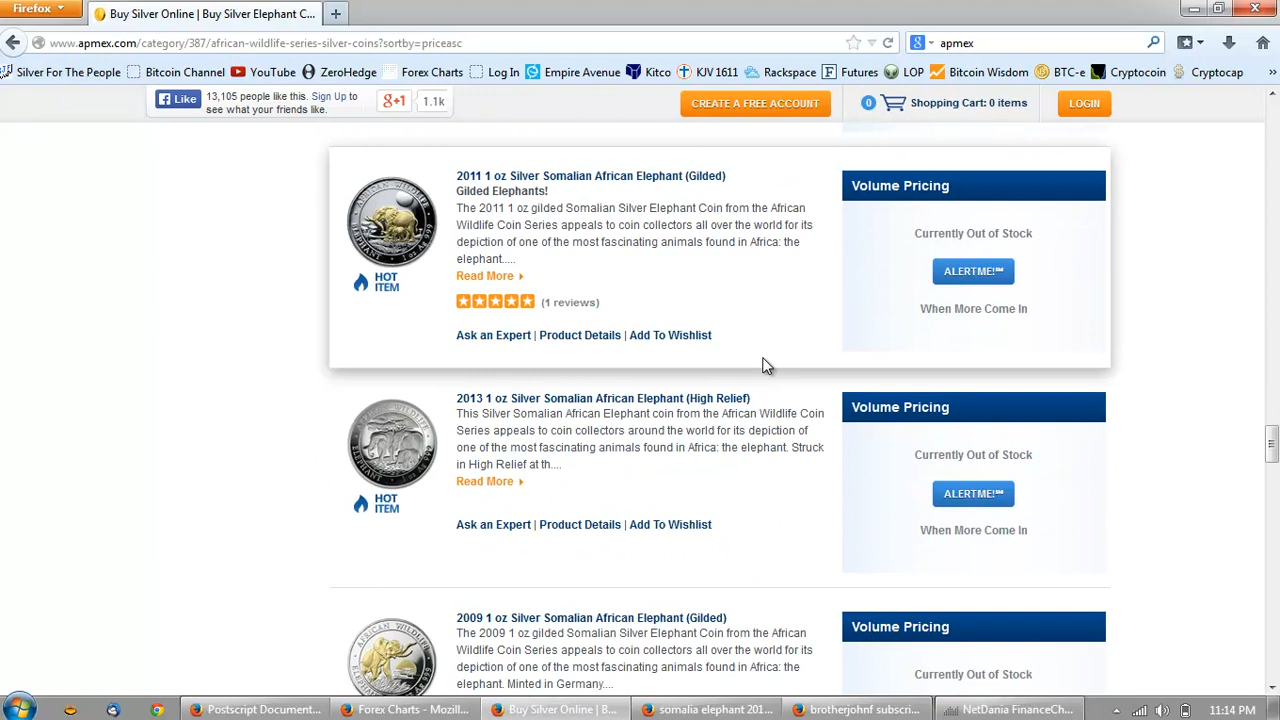 Firefox
Buy Silver Online | Buy Silver Elephant C...
www.apmex.com/category/387/african-wildlife-series-silver-coins?sortby=priceasc
apmex
Silver For The People Bitcoin Channel YouTube ZeroHedge Forex Charts Log In Empire Avenue Kitco KJV 1611 Rackspace Futures LOP Bitcoin Wisdom BTC-e Cryptocoin Cryptocap »
Like 13,105 people like this. Sign Up to
see what your friends like.
g+1 1.1k
CREATE A FREE ACCOUNT
0 Shopping Cart: 0 items
LOGIN
2011 1 oz Silver Somalian African Elephant (Gilded)
Gilded Elephants!
The 2011 1 oz gilded Somalian Silver Elephant Coin from the African
Wildlife Coin Series appeals to coin collectors all over the world for its
depiction of one of the most fascinating animals found in Africa: the
elephant.....
Read More
HOT
ITEM
(1 reviews)
Ask an Expert | Product Details | Add To Wishlist
Volume Pricing
Currently Out of Stock
ALERTME!℠
When More Come In
2013 1 oz Silver Somalian African Elephant (High Relief)
This Silver Somalian African Elephant coin from the African Wildlife Coin
Series appeals to coin collectors around the world for its depiction of
one of the most fascinating animals found in Africa: the elephant. Struck
in High Relief at th....
Read More
HOT
ITEM
Ask an Expert | Product Details | Add To Wishlist
Volume Pricing
Currently Out of Stock
ALERTME!℠
When More Come In
2009 1 oz Silver Somalian African Elephant (Gilded)
The 2009 1 oz gilded Somalian Silver Elephant Coin from the African
Wildlife Coin Series appeals to coin collectors all over the world for its
depiction of one of the most fascinating animals found in Africa: the
elephant. Minted in Germany....
Volume Pricing
Currently Out of Stock
Postscript Document... Forex Charts - Mozill... Buy Silver Online | B... somalia elephant 201... brotherjohnf subscri... NetDania FinanceCh... 11:14 PM